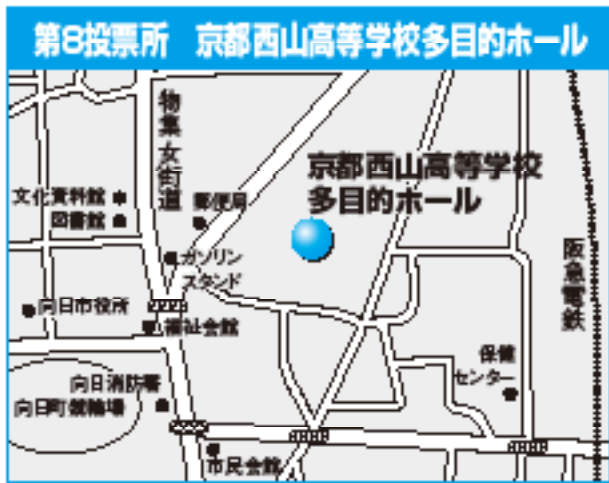 第8投票所 京都西山高等学校多目的ホール
物集女街道
京都西山高等学校
多目的ホール
文化資料館
図書館
郵便局
ガソリン
スタンド
阪急電鉄
向日市役所
福祉会館
保健
センター
向日消防署
向日町競輪場
市民会館